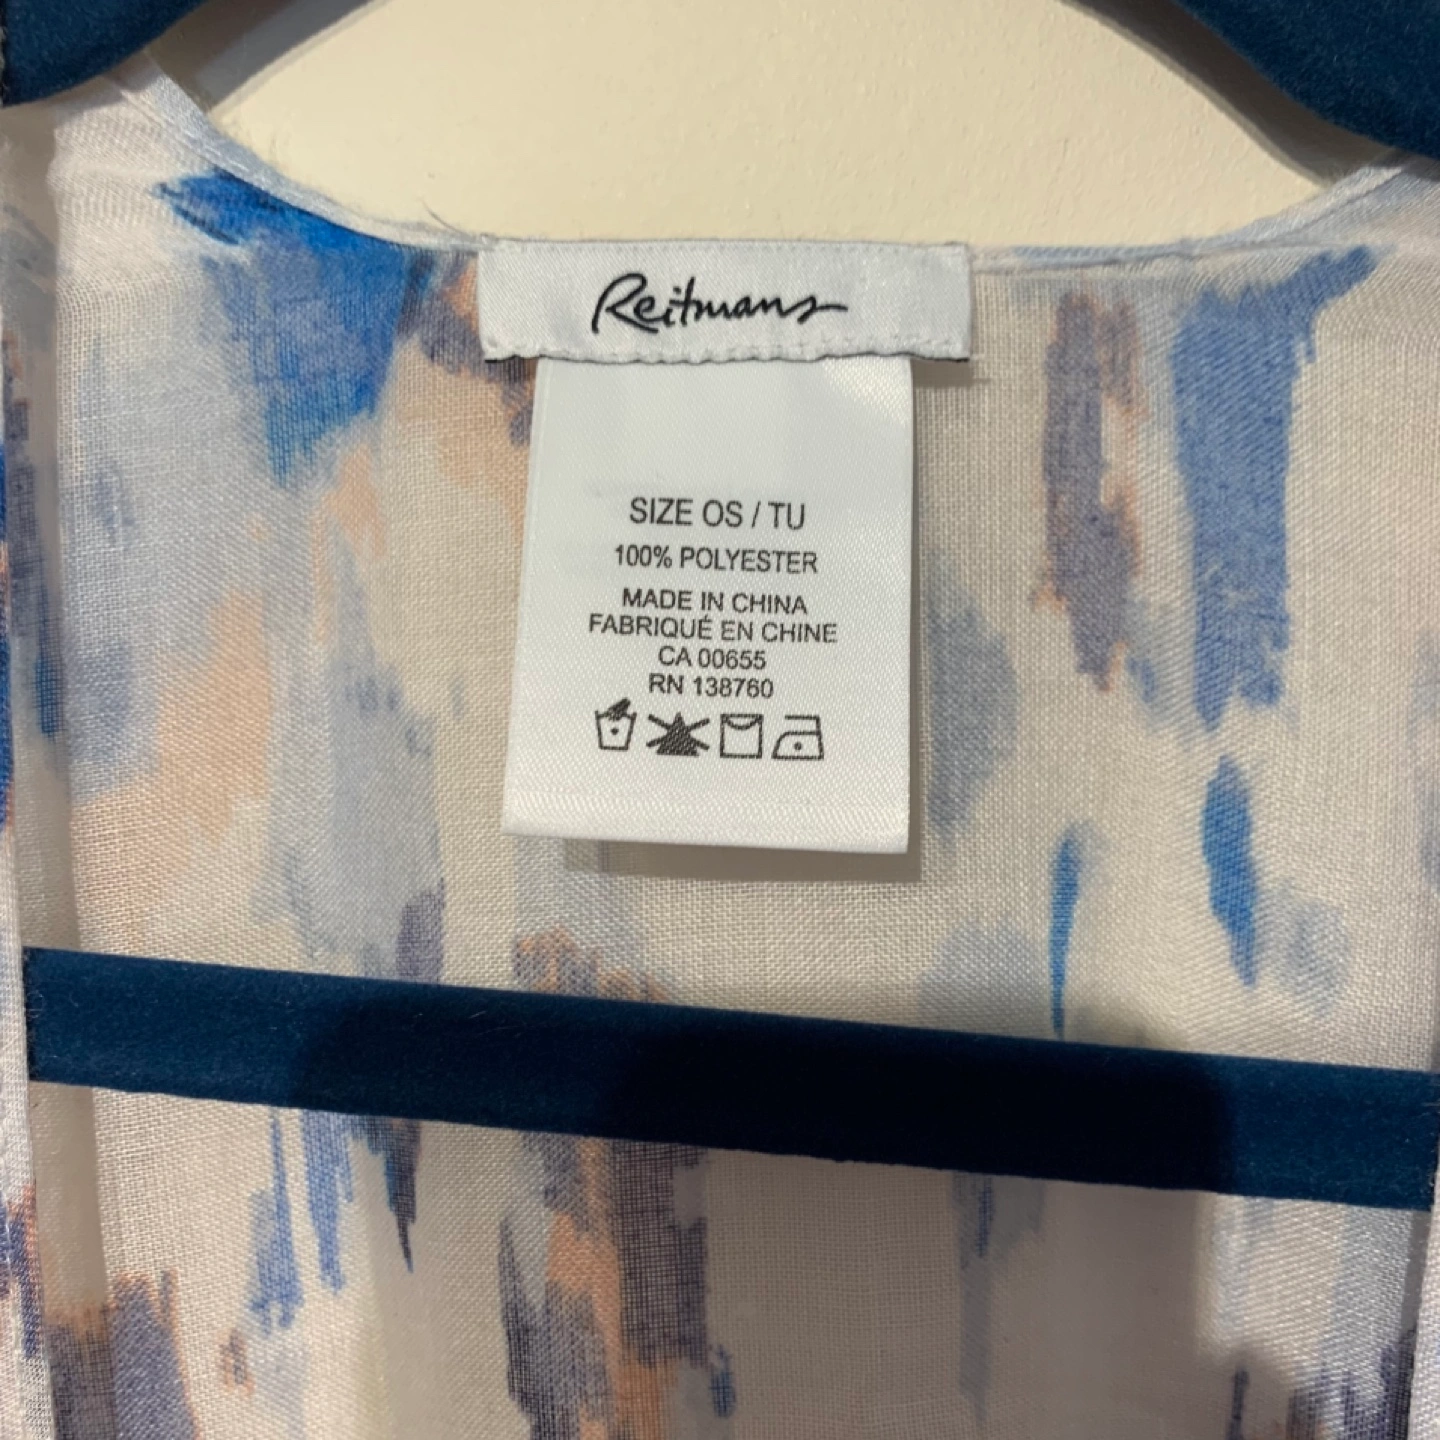 Reitmans
SIZE OS / TU
100% POLYESTER
MADE IN CHINA
FABRIQUÉ EN CHINE
CA 00655
RN 138760